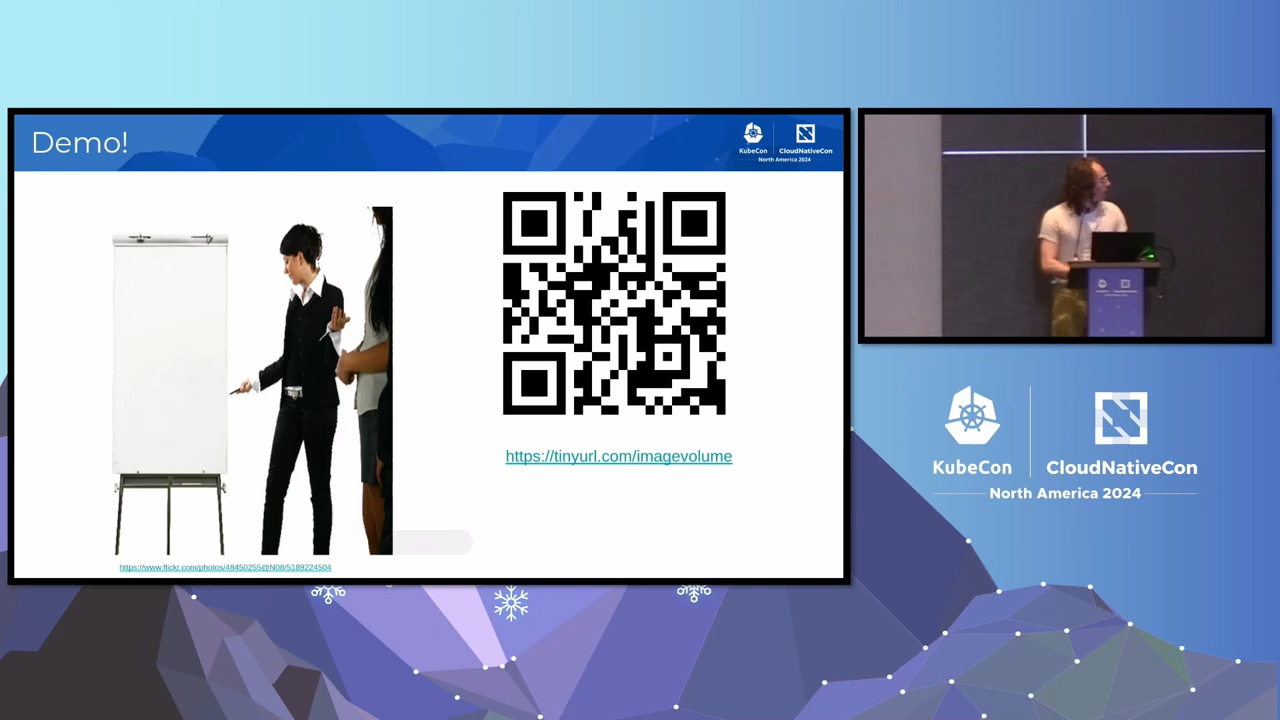 Demo!
KubeCon
CloudNativeCon
North America 2024
https://tinyurl.com/imagevolume
https://www.flickr.com/photos/48450255@N08/5189224504
KubeCon
CloudNativeCon
North America 2024